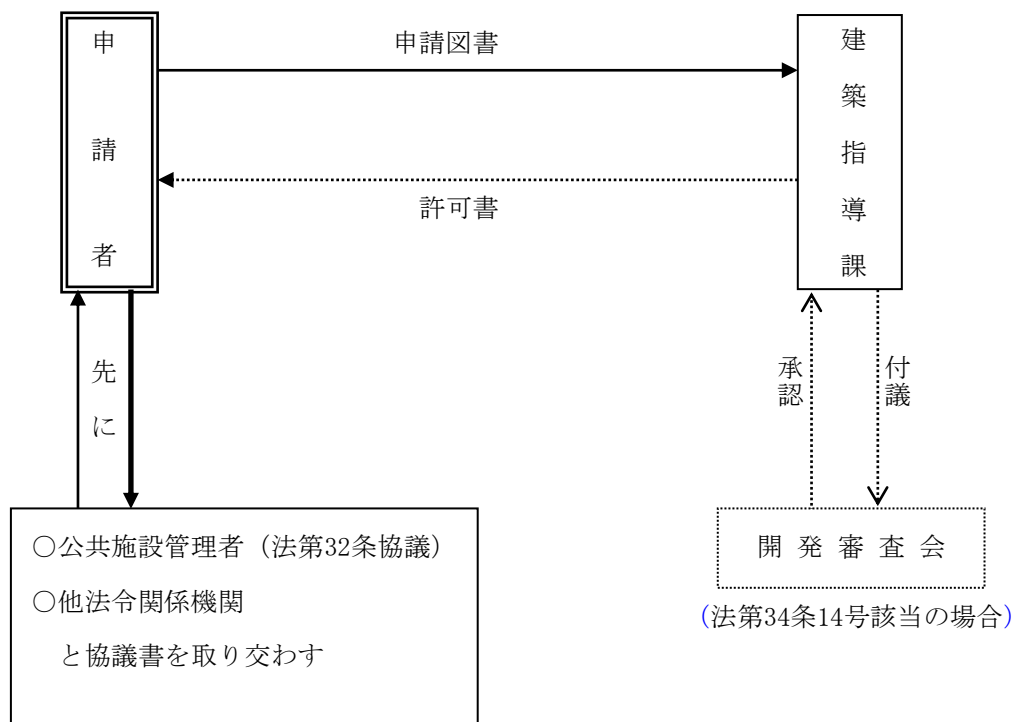 申請者
申請図書
建築指導課
許可書
先に
承認
付議
○公共施設管理者（法第32条協議）
○他法令関係機関
と協議書を取り交わす
開発審査会
（法第34条14号該当の場合）